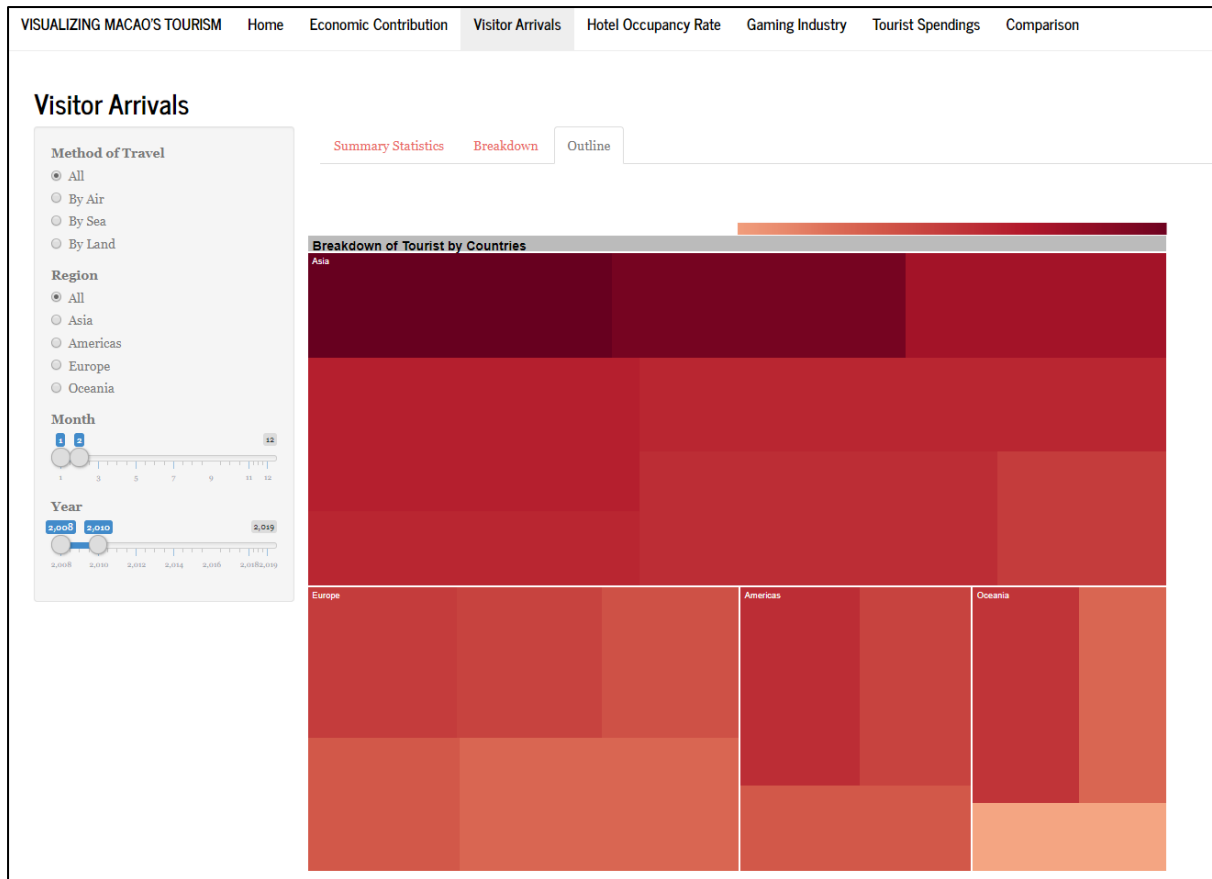 VISUALIZING MACAO'S TOURISM Home Economic Contribution Visitor Arrivals Hotel Occupancy Rate Gaming Industry Tourist Spendings Comparison
Visitor Arrivals
Summary Statistics Breakdown Outline
Method of Travel
All
By Air
By Sea
By Land
Region
All
Asia
Americas
Europe
Oceania
Month
1 2 12
1 3 5 7 9 11 12
Year
2,008 2,010 2,019
2,008 2,010 2,012 2,014 2,016 2,018 2,019
Breakdown of Tourist by Countries
Asia
Europe Americas Oceania